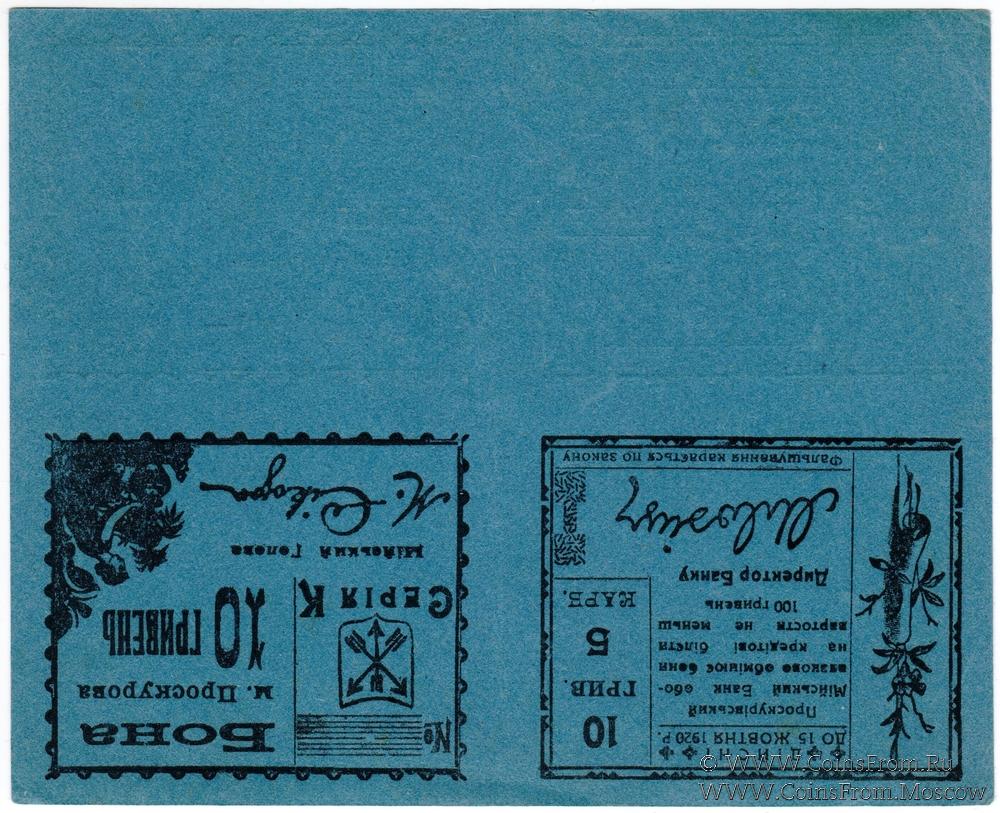 Бона
м. Проскурова
10 ГРИВЕНЬ
№
Серія К
Міський Голова
✤ ДІЙСНІ ✤
ДО 15 ЖОВТНЯ 1920 Р.
10
ГРИВ.
5
КАРБ.
Проскурівський
Міський Банк обо-
вязково обмінює бони
на кредітові білети
вартости не меньш
100 гривень
Директор Банку
Фальшування карається по закону
© WWW.CoinsFrom.Ru
WWW.CoinsFrom.Moscow